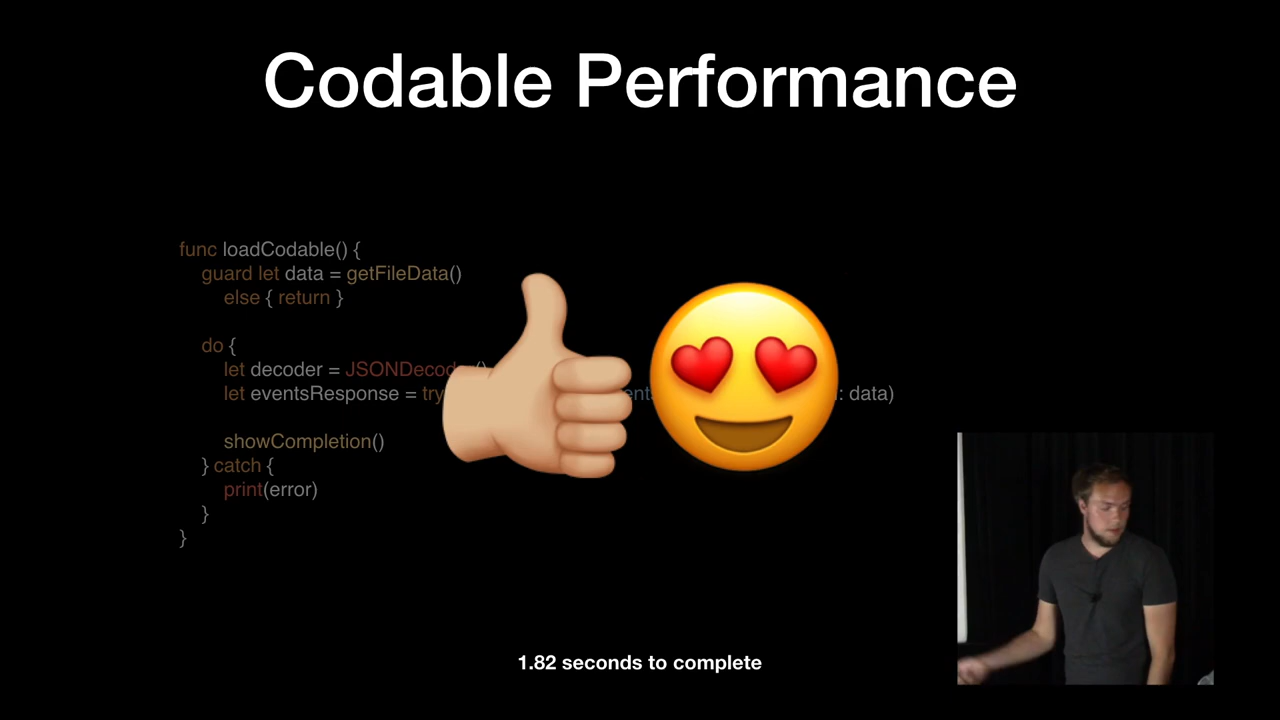 Codable Performance
func loadCodable() {
guard let data = getFileData()
else { return }
do {
let decoder = JSONDecod
let eventsResponse = try : data)
showCompletion()
} catch {
print(error)
}
}
1.82 seconds to complete